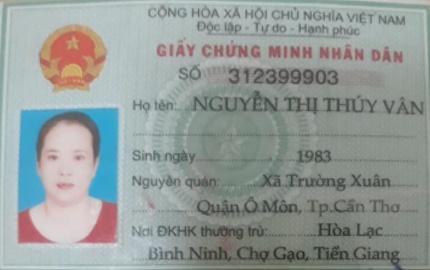 CỘNG HÒA XÃ HỘI CHỦ NGHĨA VIỆT NAM
Độc lập - Tự do - Hạnh phúc
GIẤY CHỨNG MINH NHÂN DÂN
SỐ 312399903
Họ tên: NGUYỄN THỊ THÚY VÂN
Sinh ngày 1983
Nguyên quán: Xã Trường Xuân
Quận Ô Môn, Tp.Cần Thơ
Nơi ĐKHK thường trú: Hòa Lạc
Bình Ninh, Chợ Gạo, Tiền Giang